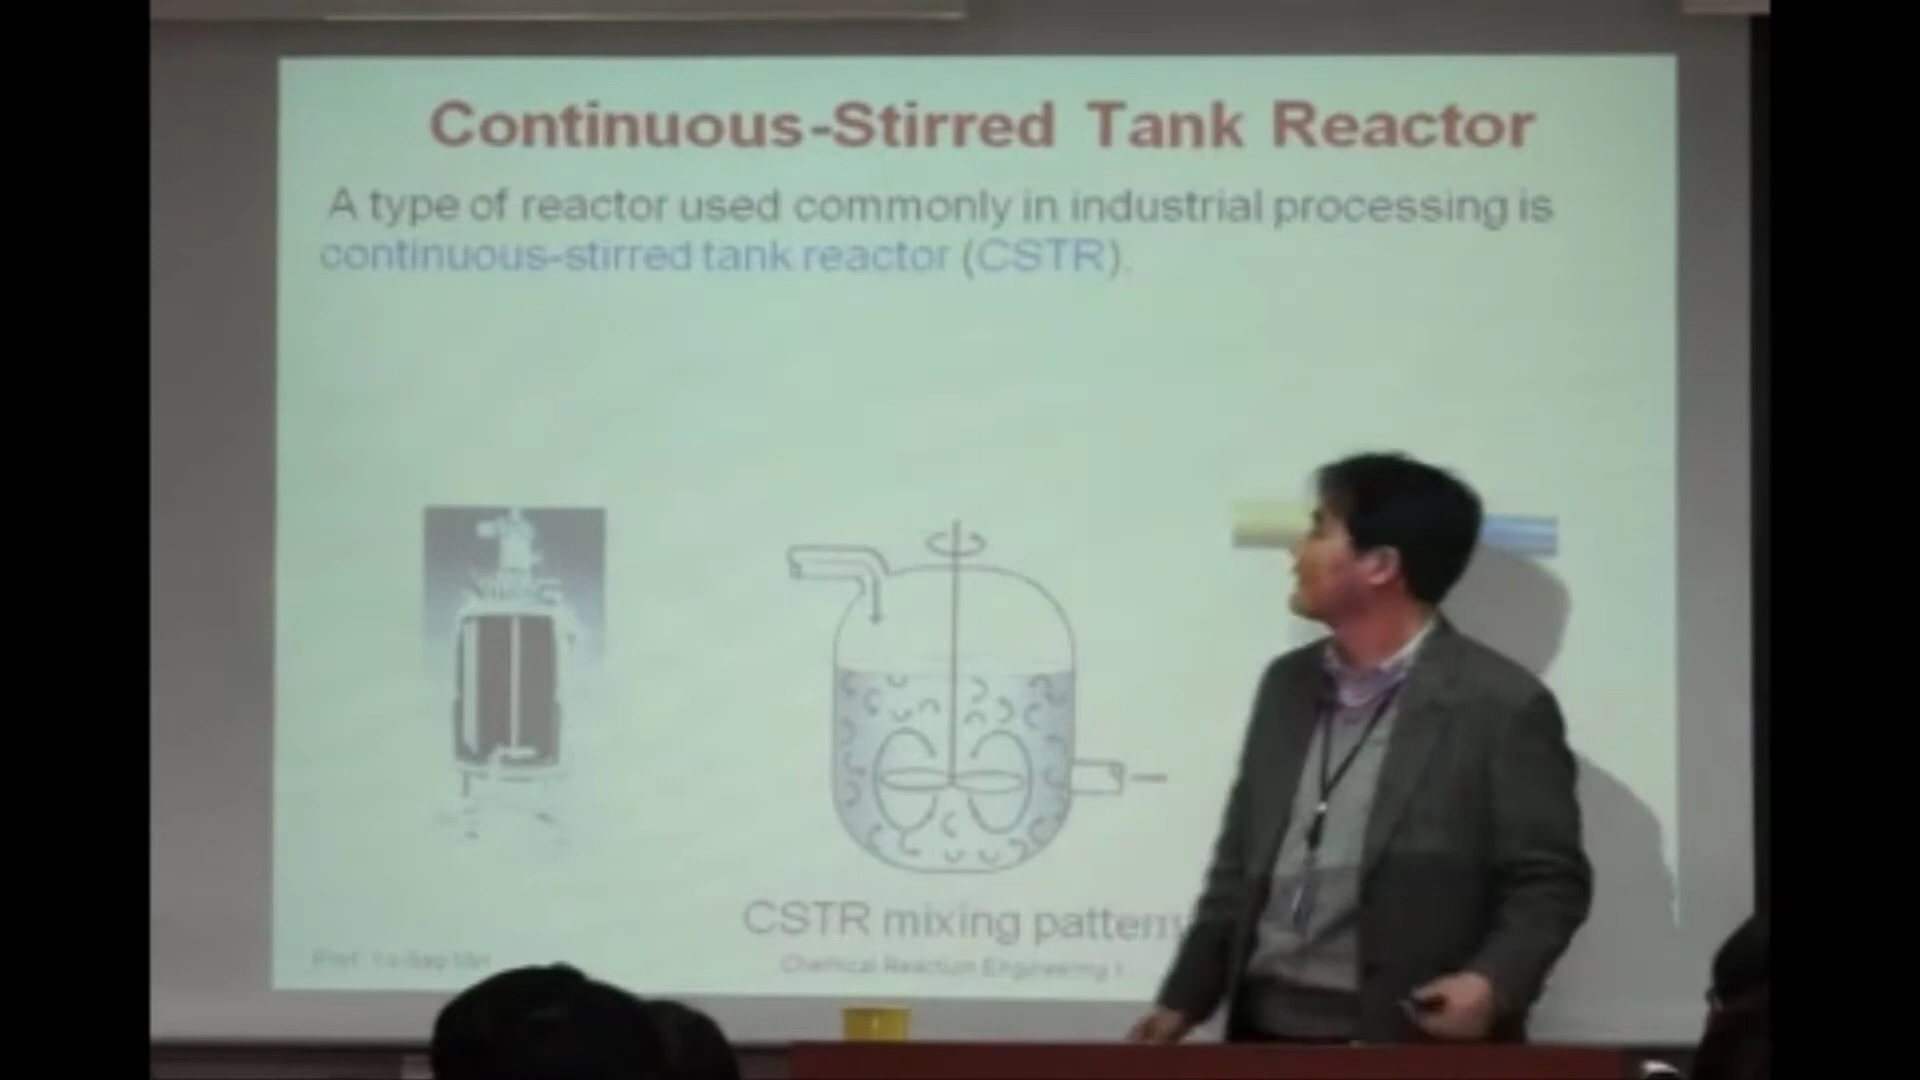 Continuous-Stirred Tank Reactor
A type of reactor used commonly in industrial processing is
continuous-stirred tank reactor (CSTR).
CSTR mixing pattern
Prof.
Chemical Reaction Engineering I